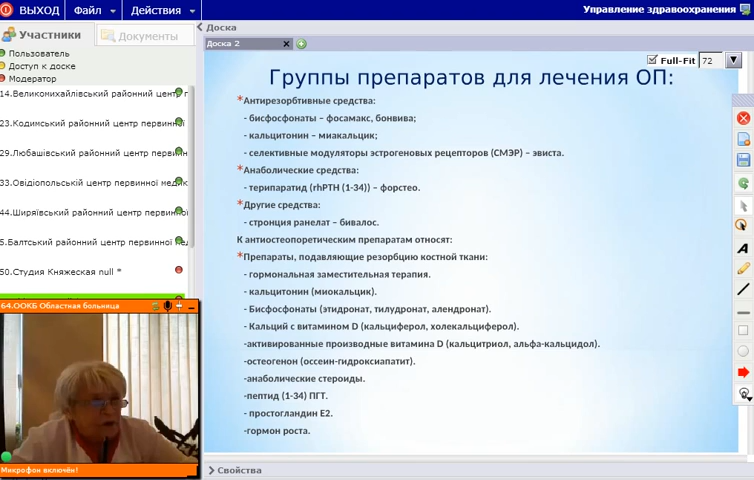 ВЫХОД
Файл
Действия
Управление здравоохранения
Участники
Документы
Доска
Пользователь
Доступ к доске
Модератор
Доска 2
Full-Fit
72
14.Великомихайлівський районний центр п
23.Кодимський районний центр первинної
29.Любашівський районний центр первинн
33.Овідіопольській центр первинної медик
44.Ширяївський районний центр первинної
5.Балтський районний центр первинної мед
50.Студия Княжеская null *
64.ООКБ Областная больница
Микрофон включён!
Группы препаратов для лечения ОП:
*Антирезорбтивные средства:
- бисфосфонаты – фосамакс, бонвива;
- кальцитонин – миакальцик;
- селективные модуляторы эстрогеновых рецепторов (СМЭР) – эвиста.
*Анаболические средства:
- терипаратид (rhPTH (1-34)) – форстео.
*Другие средства:
- стронция ранелат – бивалос.
К антиостеопоретическим препаратам относят:
*Препараты, подавляющие резорбцию костной ткани:
- гормональная заместительная терапия.
- кальцитонин (миокальцик).
- Бисфосфонаты (этидронат, тилудронат, алендронат).
- Кальций с витамином D (кальциферол, холекальциферол).
-активированные производные витамина D (кальцитриол, альфа-кальцидол).
-остеогенон (оссеин-гидроксиапатит).
-анаболические стероиды.
-пептид (1-34) ПГТ.
- простогландин Е2.
-гормон роста.
Свойства